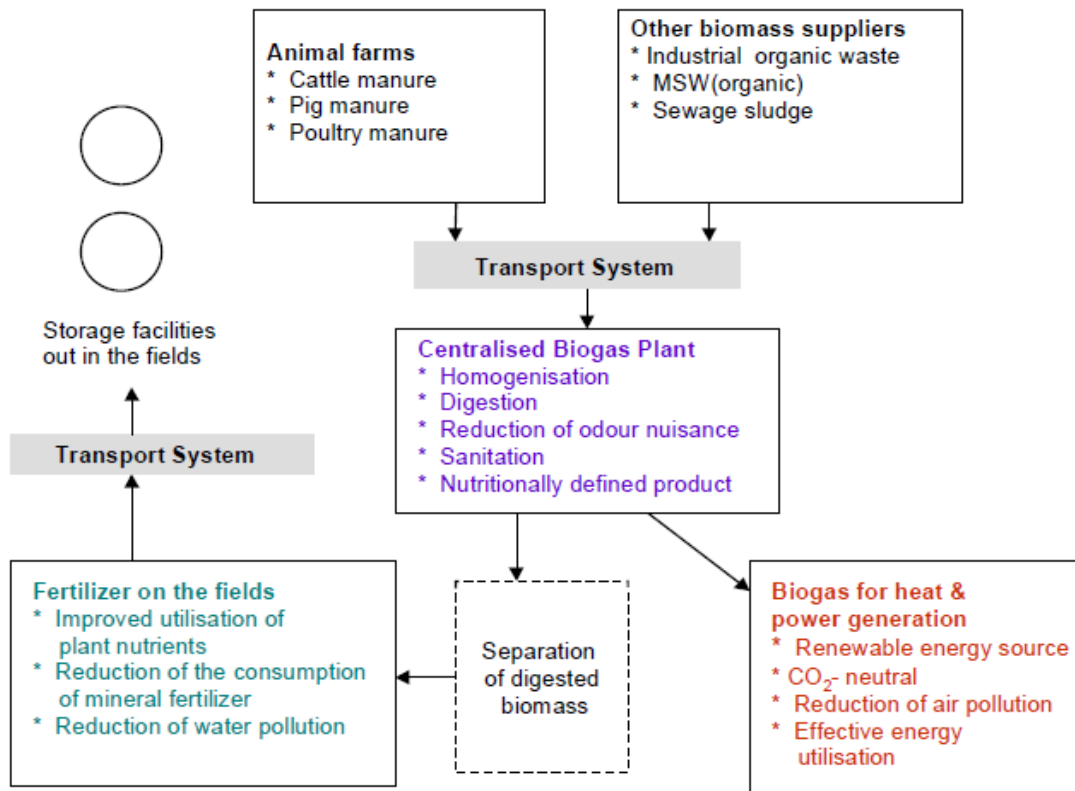 Animal farms
* Cattle manure
* Pig manure
* Poultry manure
Other biomass suppliers
* Industrial organic waste
* MSW(organic)
* Sewage sludge
Transport System
Storage facilities
out in the fields
Centralised Biogas Plant
* Homogenisation
* Digestion
* Reduction of odour nuisance
* Sanitation
* Nutritionally defined product
Transport System
Fertilizer on the fields
* Improved utilisation of
plant nutrients
* Reduction of the consumption
of mineral fertilizer
* Reduction of water pollution
Separation
of digested
biomass
Biogas for heat &
power generation
* Renewable energy source
* CO₂- neutral
* Reduction of air pollution
* Effective energy
utilisation